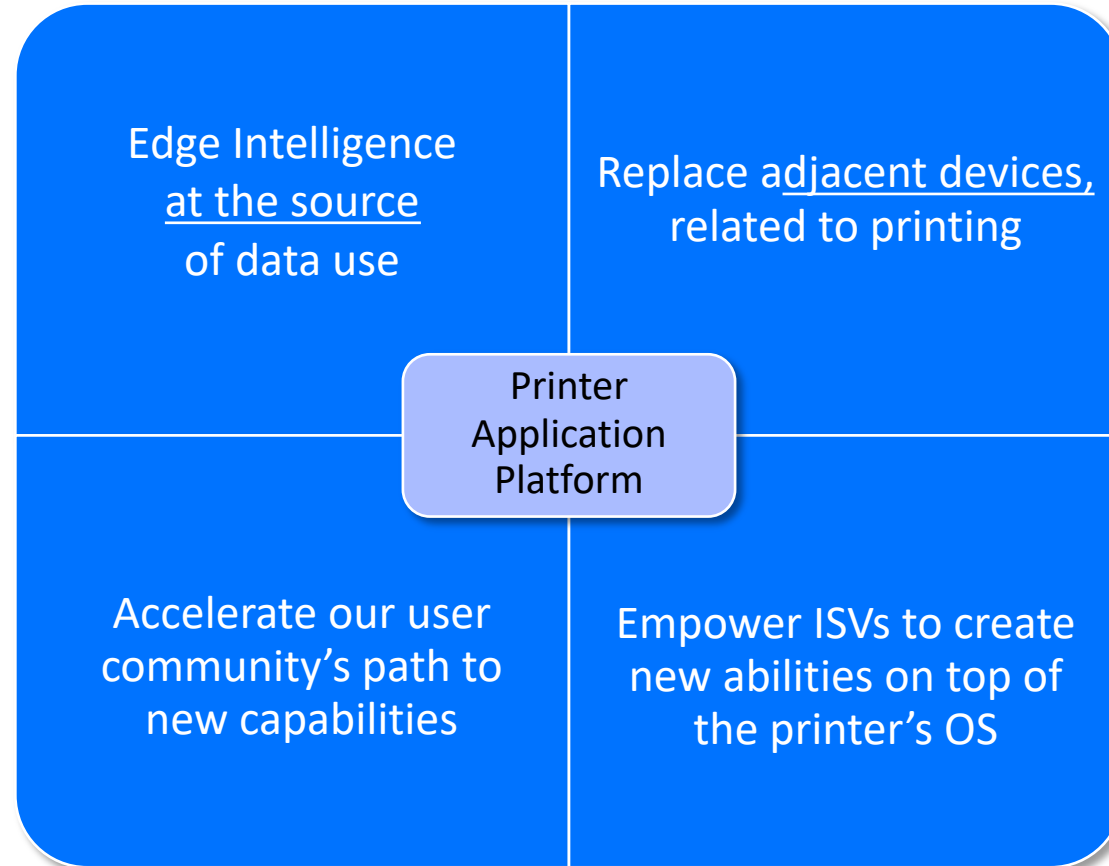 Edge Intelligence
at the source
of data use
Replace adjacent devices,
related to printing
Printer
Application
Platform
Accelerate our user
community’s path to
new capabilities
Empower ISVs to create
new abilities on top of
the printer’s OS